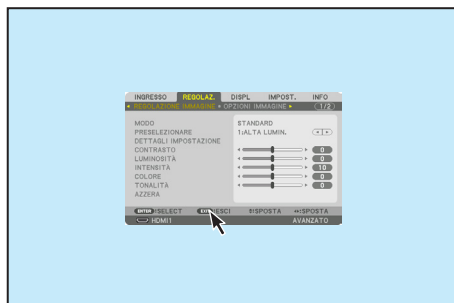 INGRESSO REGOLAZ. DISPL IMPOST. INFO
REGOLAZIONE IMMAGINE OPZIONI IMMAGINE 1/2
MODO STANDARD
PRESELEZIONARE 1:ALTA LUMIN.
DETTAGLI IMPOSTAZIONE
CONTRASTO 0
LUMINOSITÀ 0
INTENSITÀ 10
COLORE 0
TONALITÀ 0
AZZERA
ENTER:SELECT EXIT:ESCI :SPOSTA :SPOSTA
HDMI1 AVANZATO